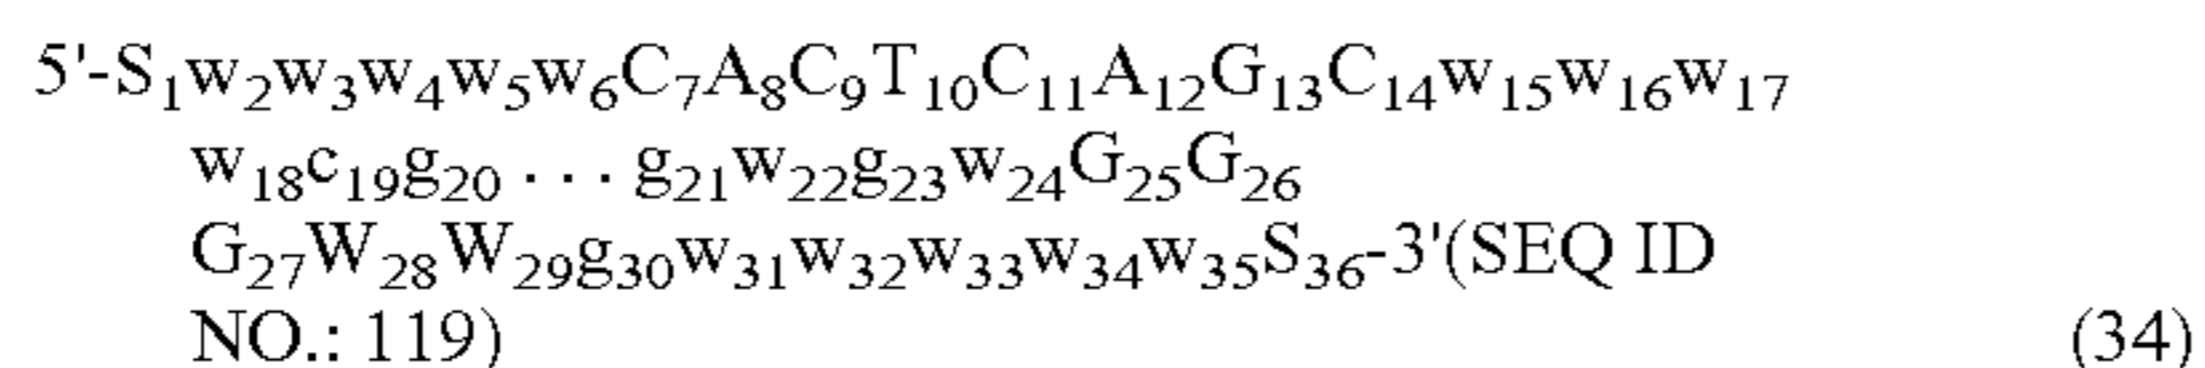 5'-S₁w₂w₃w₄w₅w₆C₇A₈C₉T₁₀C₁₁A₁₂G₁₃C₁₄w₁₅w₁₆w₁₇
w₁₈c₁₉g₂₀ . . . g₂₁w₂₂g₂₃w₂₄G₂₅G₂₆
G₂₇W₂₈W₂₉g₃₀w₃₁w₃₂w₃₃w₃₄w₃₅S₃₆-3'(SEQ ID
NO.: 119) (34)